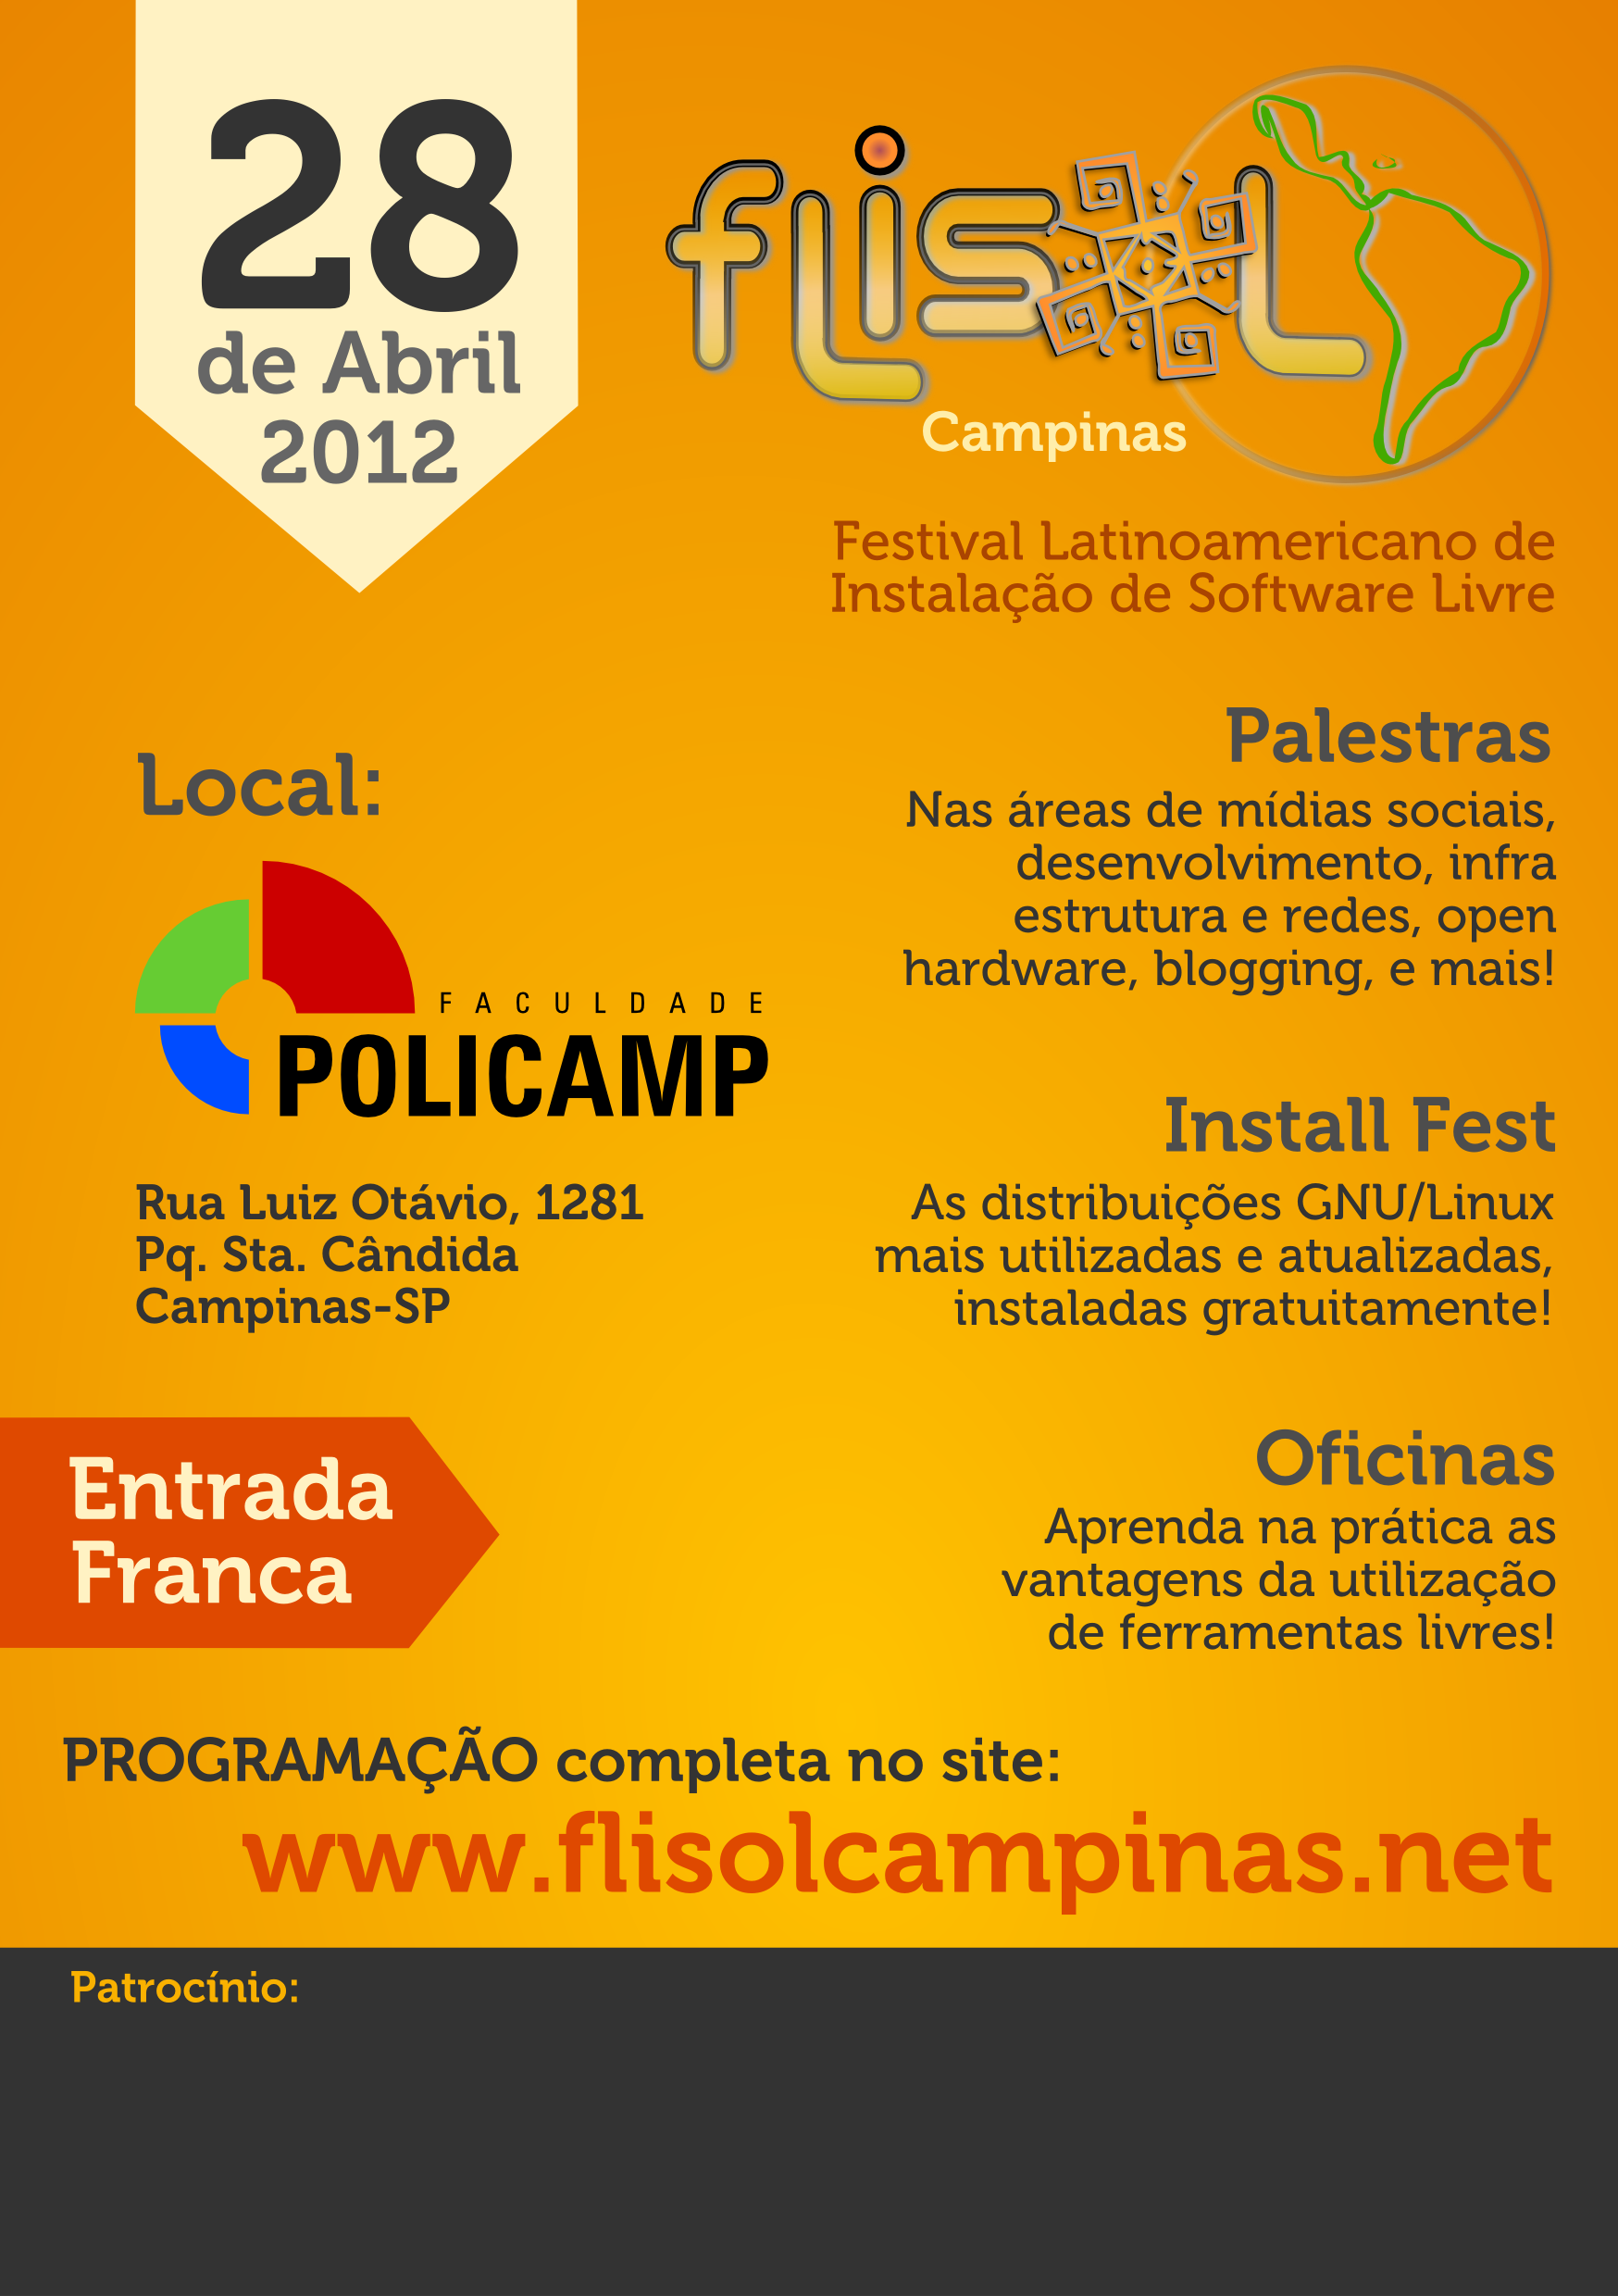 28
de Abril
2012
flisol
Campinas
Festival Latinoamericano de
Instalação de Software Livre
Local:
FACULDADE
POLICAMP
Rua Luiz Otávio, 1281
Pq. Sta. Cândida
Campinas-SP
Entrada
Franca
Palestras
Nas áreas de mídias sociais,
desenvolvimento, infra
estrutura e redes, open
hardware, blogging, e mais!
Install Fest
As distribuições GNU/Linux
mais utilizadas e atualizadas,
instaladas gratuitamente!
Oficinas
Aprenda na prática as
vantagens da utilização
de ferramentas livres!
PROGRAMAÇÃO completa no site:
www.flisolcampinas.net
Patrocínio: